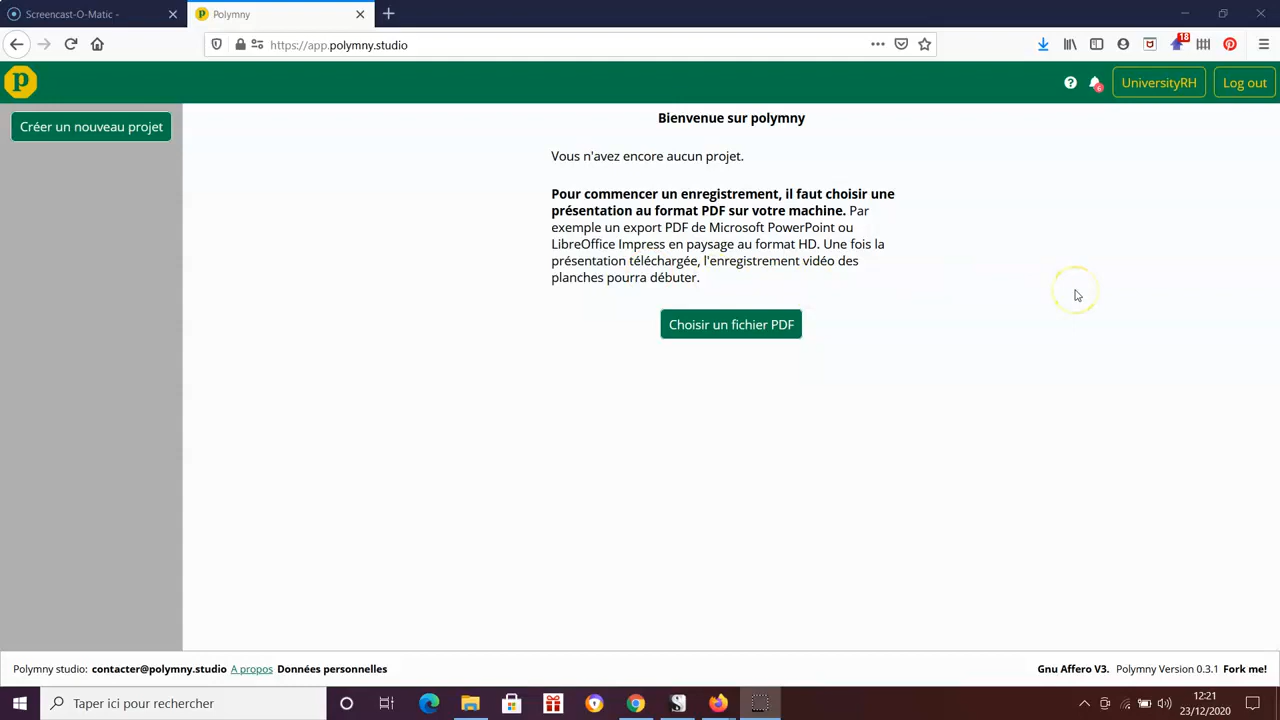 Screencast-O-Matic -
Polymny
https://app.polymny.studio
18
p
6
UniversityRH
Log out
Créer un nouveau projet
Bienvenue sur polymny
Vous n'avez encore aucun projet.
Pour commencer un enregistrement, il faut choisir une
présentation au format PDF sur votre machine. Par
exemple un export PDF de Microsoft PowerPoint ou
LibreOffice Impress en paysage au format HD. Une fois la
présentation téléchargée, l'enregistrement vidéo des
planches pourra débuter.
Choisir un fichier PDF
Polymny studio: contacter@polymny.studio A propos Données personnelles
Gnu Affero V3. Polymny Version 0.3.1 Fork me!
Taper ici pour rechercher
12:21
23/12/2020